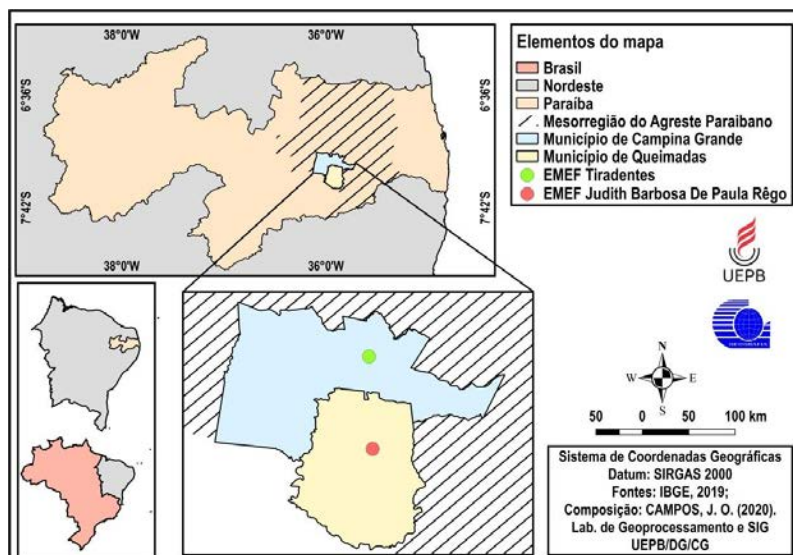 38°0'W
36°0'W
6°36'S
6°36'S
7°42'S
7°42'S
38°0'W
36°0'W
Elementos do mapa
Brasil
Nordeste
Paraíba
Mesorregião do Agreste Paraibano
Município de Campina Grande
Município de Queimadas
EMEF Tiradentes
EMEF Judith Barbosa De Paula Rêgo
UEPB
N
W E
S
50 0 50 100 km
Sistema de Coordenadas Geográficas
Datum: SIRGAS 2000
Fontes: IBGE, 2019;
Composição: CAMPOS, J. O. (2020).
Lab. de Geoprocessamento e SIG
UEPB/DG/CG